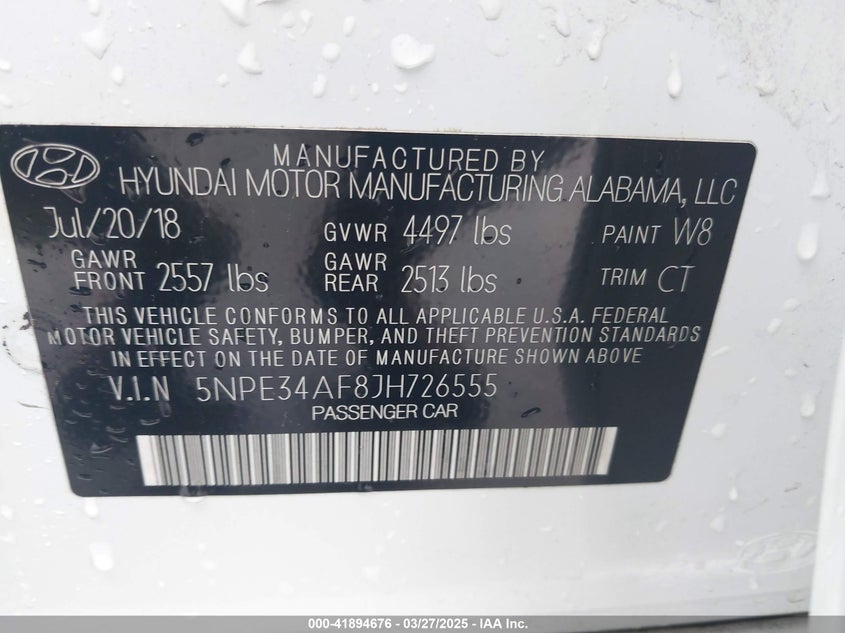 MANUFACTURED BY
HYUNDAI MOTOR MANUFACTURING ALABAMA, LLC
Jul/20/18 GVWR 4497 lbs PAINT W8
GAWR FRONT 2557 lbs GAWR REAR 2513 lbs TRIM CT
THIS VEHICLE CONFORMS TO ALL APPLICABLE U.S.A. FEDERAL
MOTOR VEHICLE SAFETY, BUMPER, AND THEFT PREVENTION STANDARDS
IN EFFECT ON THE DATE OF MANUFACTURE SHOWN ABOVE
V.I.N 5NPE34AF8JH726555
PASSENGER CAR
000-41894676 - 03/27/2025 - IAA Inc.